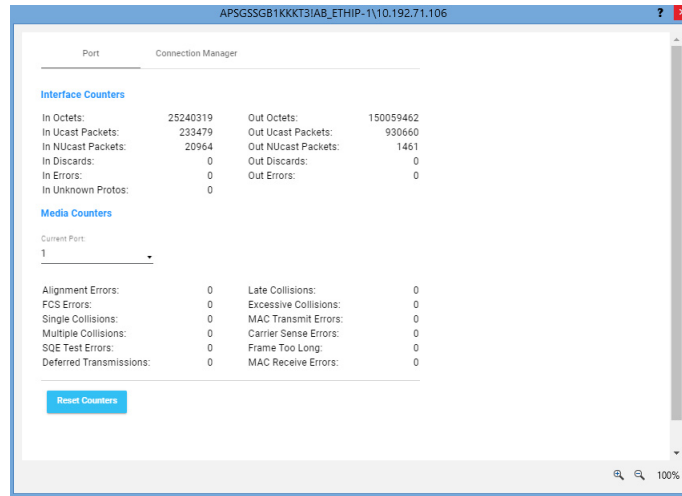 APSGSSGB1KKKT3IAB_ETHIP-1\10.192.71.106 ?
Port Connection Manager
Interface Counters
In Octets: 25240319 Out Octets: 150059462
In Ucast Packets: 233479 Out Ucast Packets: 930660
In NUcast Packets: 20964 Out NUcast Packets: 1461
In Discards: 0 Out Discards: 0
In Errors: 0 Out Errors: 0
In Unknown Protos: 0
Media Counters
Current Port:
1
Alignment Errors: 0 Late Collisions: 0
FCS Errors: 0 Excessive Collisions: 0
Single Collisions: 0 MAC Transmit Errors: 0
Multiple Collisions: 0 Carrier Sense Errors: 0
SQE Test Errors: 0 Frame Too Long: 0
Deferred Transmissions: 0 MAC Receive Errors: 0
Reset Counters
100%